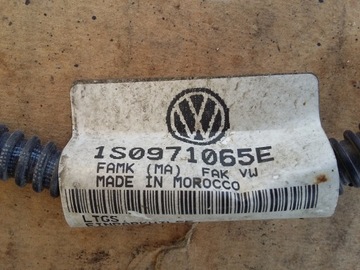 1S0971065E
FAMK (MA) FAK VW
MADE IN MOROCCO
LTGS